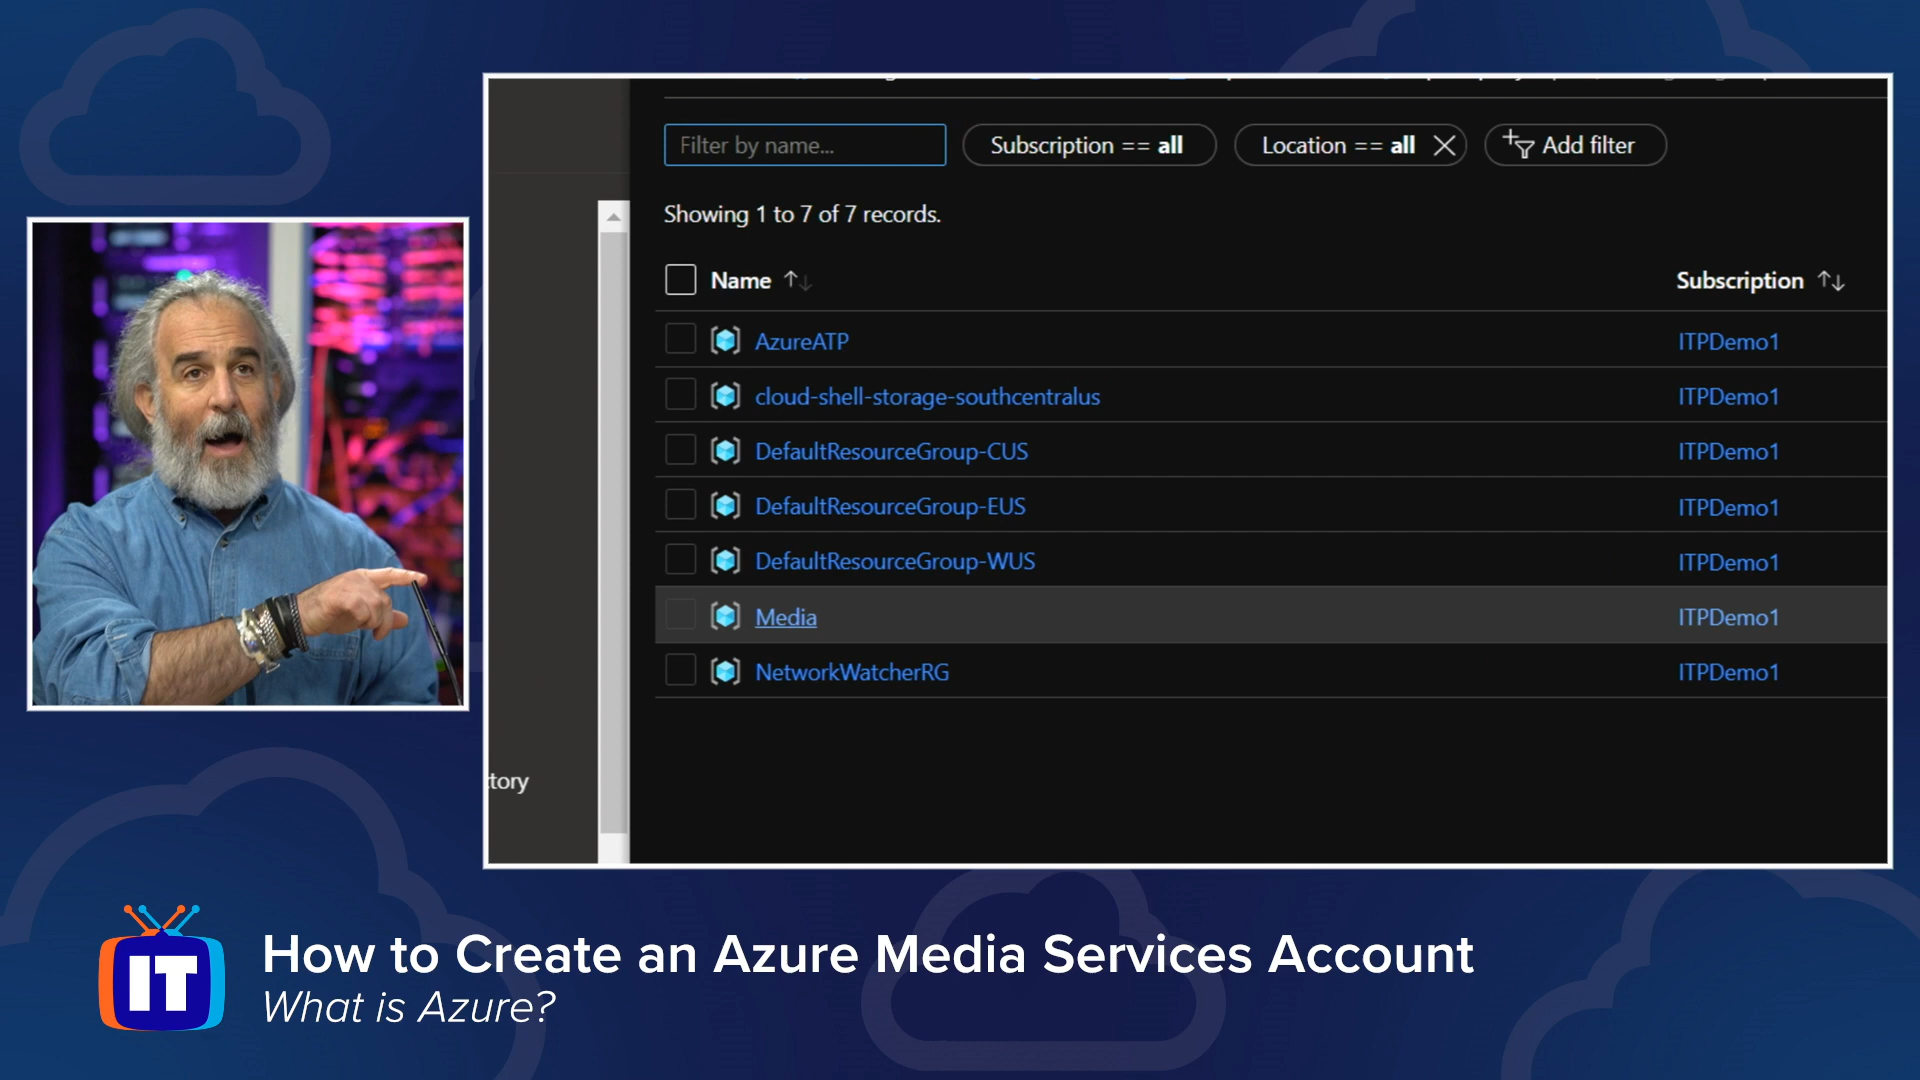 Filter by name...
Subscription == all
Location == all
Add filter
Showing 1 to 7 of 7 records.
Name
Subscription
AzureATP
ITPDemo1
cloud-shell-storage-southcentralus
ITPDemo1
DefaultResourceGroup-CUS
ITPDemo1
DefaultResourceGroup-EUS
ITPDemo1
DefaultResourceGroup-WUS
ITPDemo1
Media
ITPDemo1
NetworkWatcherRG
ITPDemo1
tory
IT
How to Create an Azure Media Services Account
What is Azure?